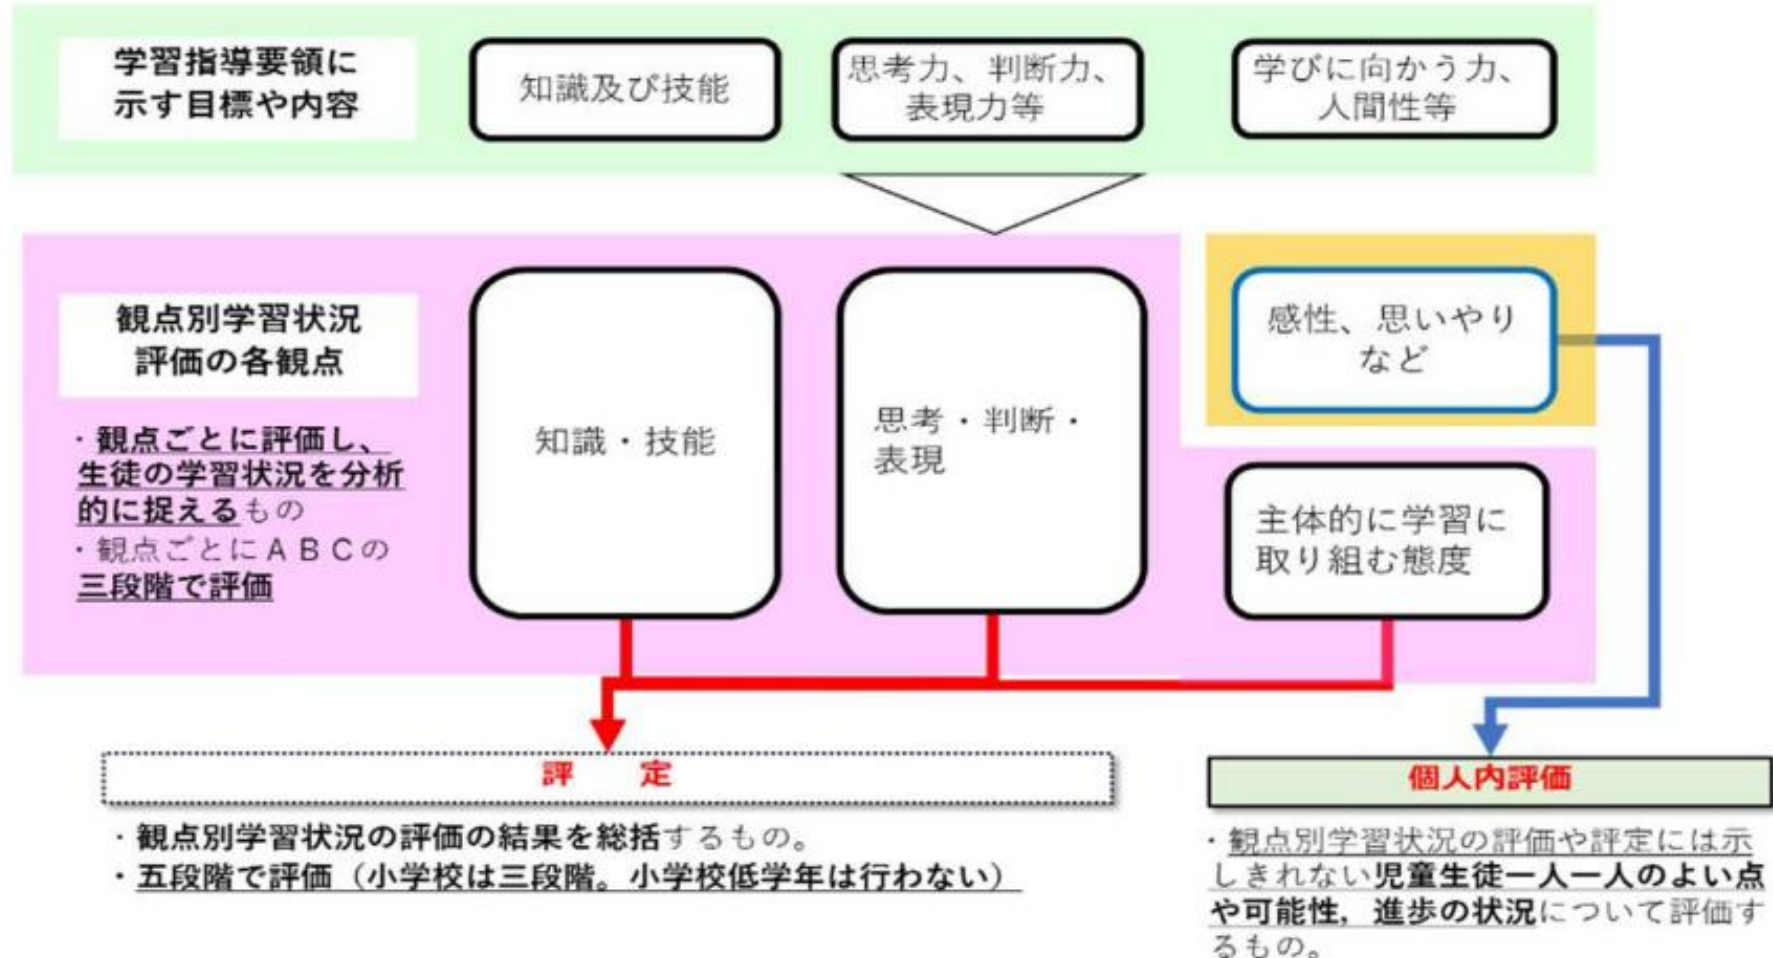 学習指導要領に
示す目標や内容
知識及び技能
思考力、判断力、
表現力等
学びに向かう力、
人間性等
観点別学習状況
評価の各観点
・観点ごとに評価し、
生徒の学習状況を分析
的に捉えるもの
・観点ごとにＡＢＣの
三段階で評価
知識・技能
思考・判断・
表現
感性、思いやり
など
主体的に学習に
取り組む態度
評　定
・観点別学習状況の評価の結果を総括するもの。
・五段階で評価（小学校は三段階。小学校低学年は行わない）
個人内評価
・観点別学習状況の評価や評定には示
しきれない児童生徒一人一人のよい点
や可能性，進歩の状況について評価す
るもの。